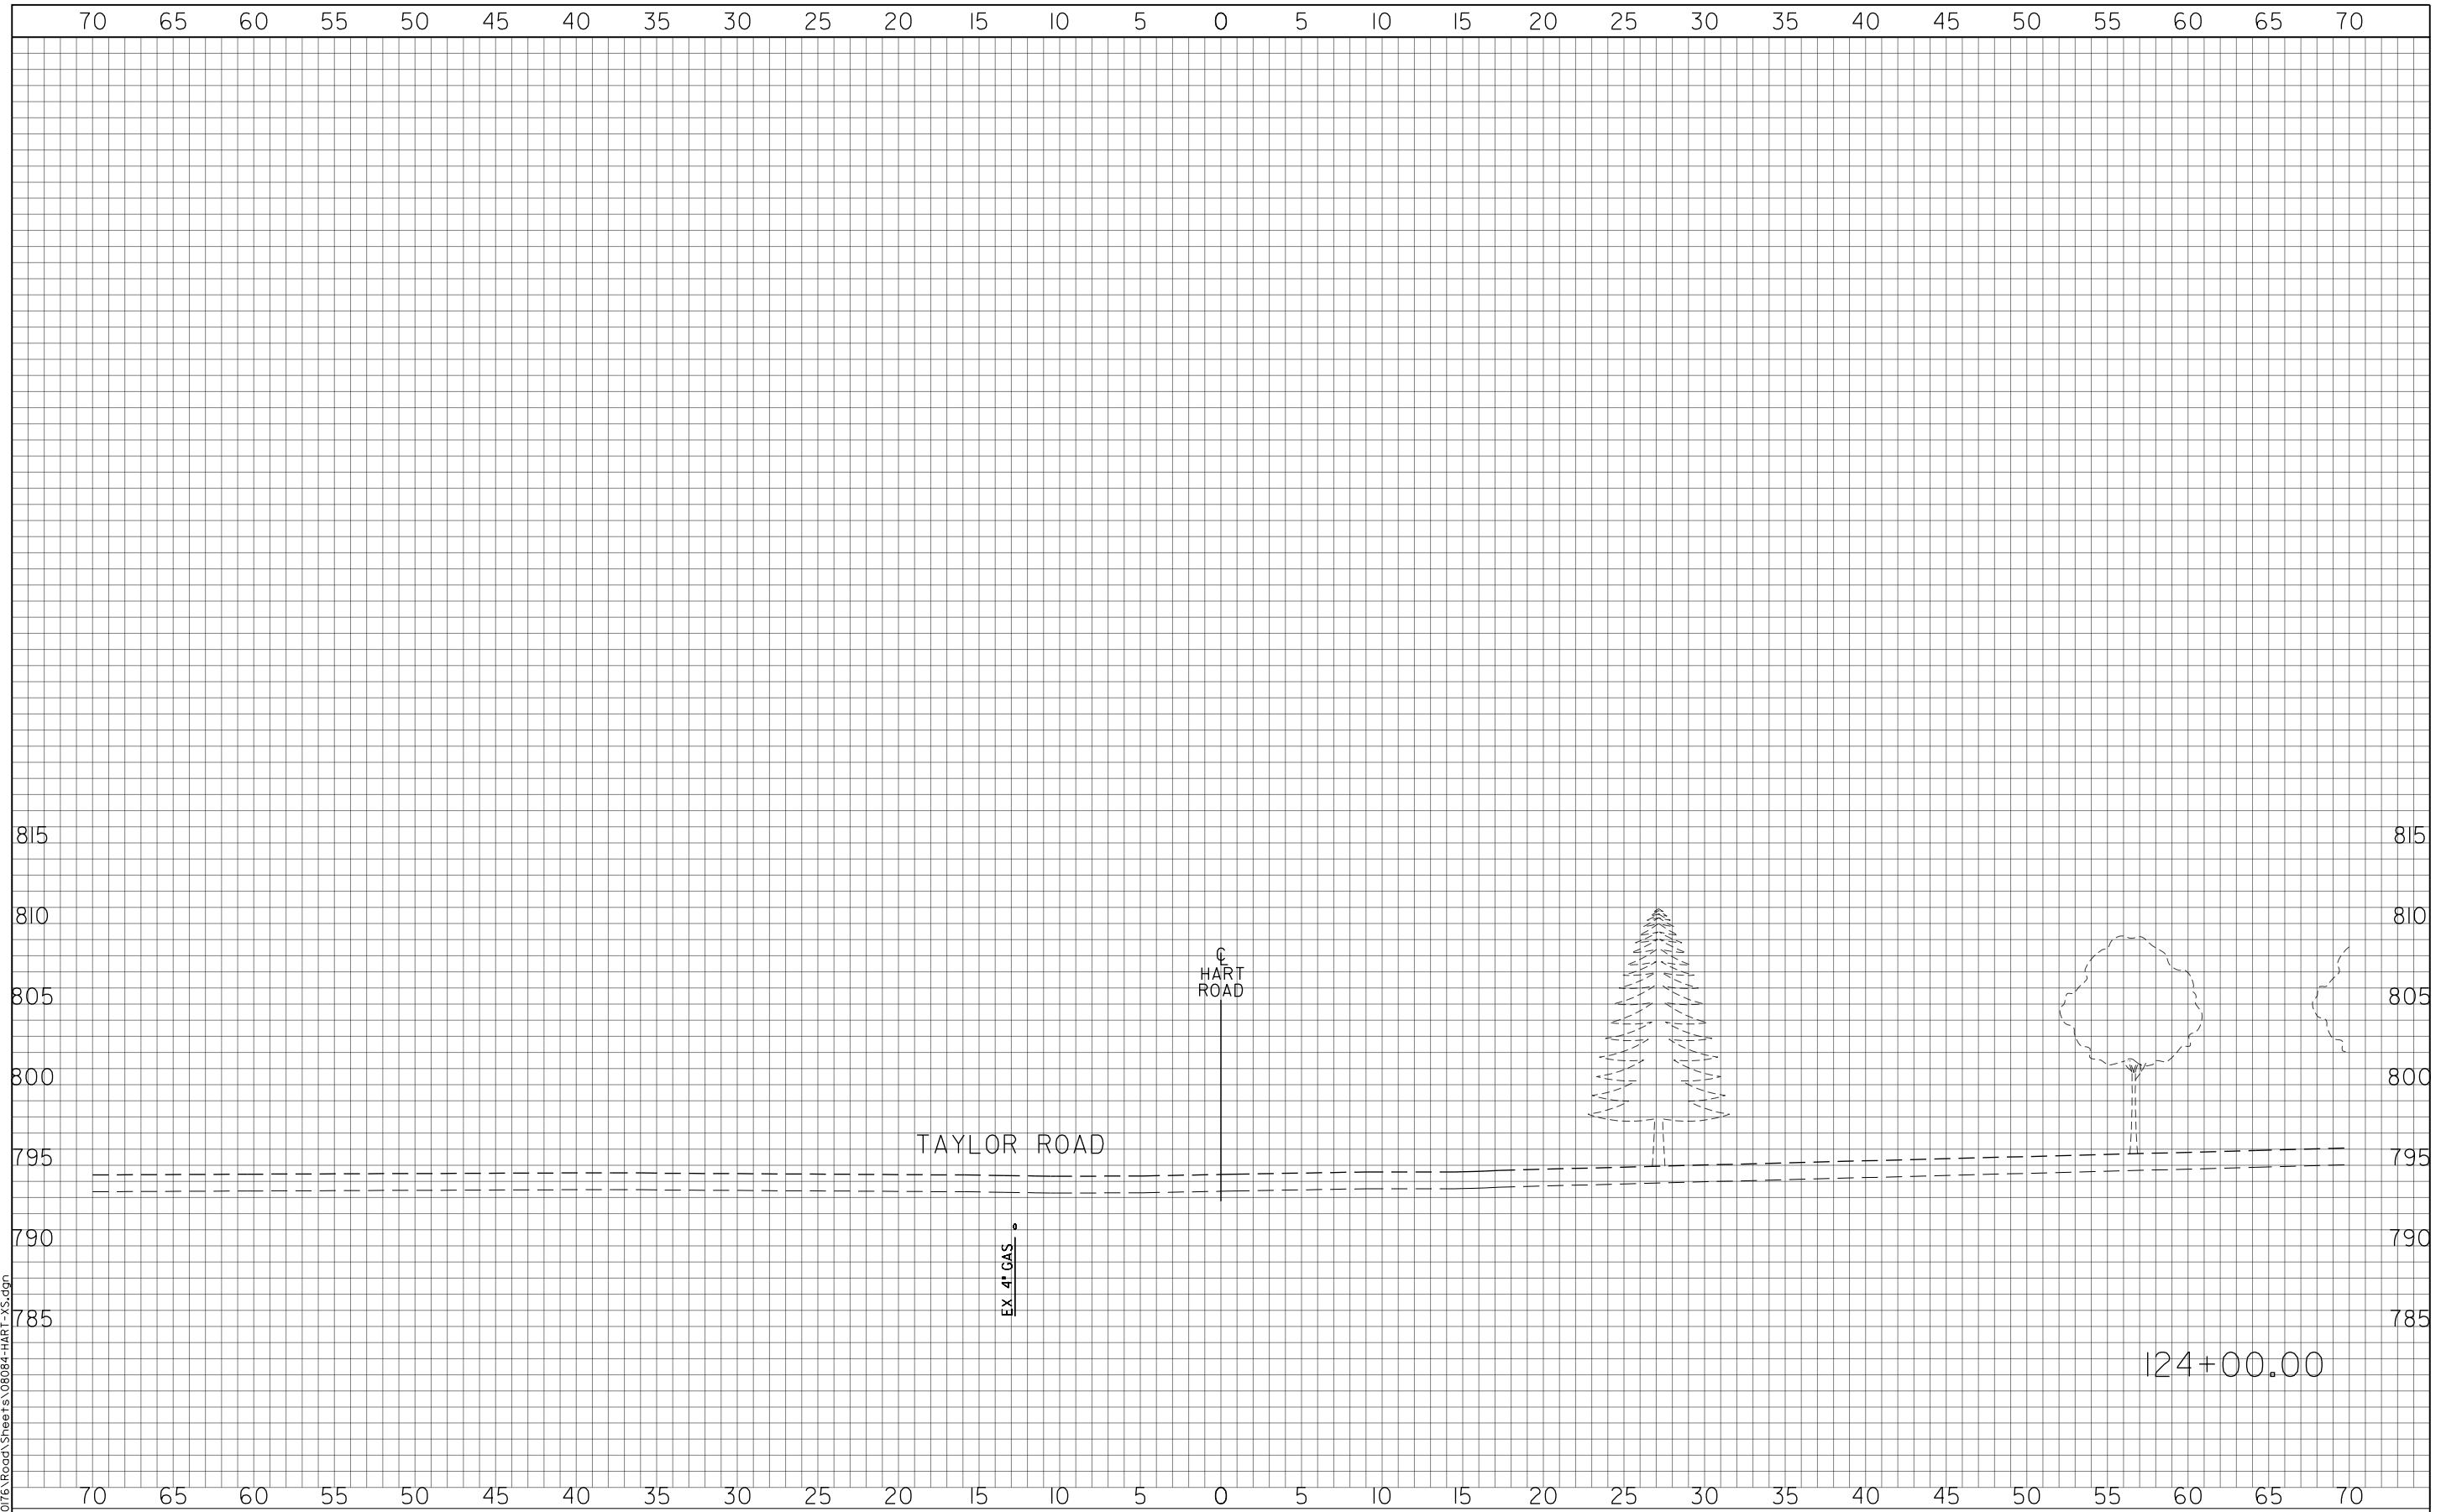 70 65 60 55 50 45 40 35 30 25 20 15 10 5 0 5 10 15 20 25 30 35 40 45 50 55 60 65 70
815 815
810 810
℄
HART
ROAD
805 805
800 800
TAYLOR ROAD
795 795
790 790
EX 4" GAS
785 785
124+00.00
0176\Road\Sheets\08084-HART-XS.dgn
70 65 60 55 50 45 40 35 30 25 20 15 10 5 0 5 10 15 20 25 30 35 40 45 50 55 60 65 70